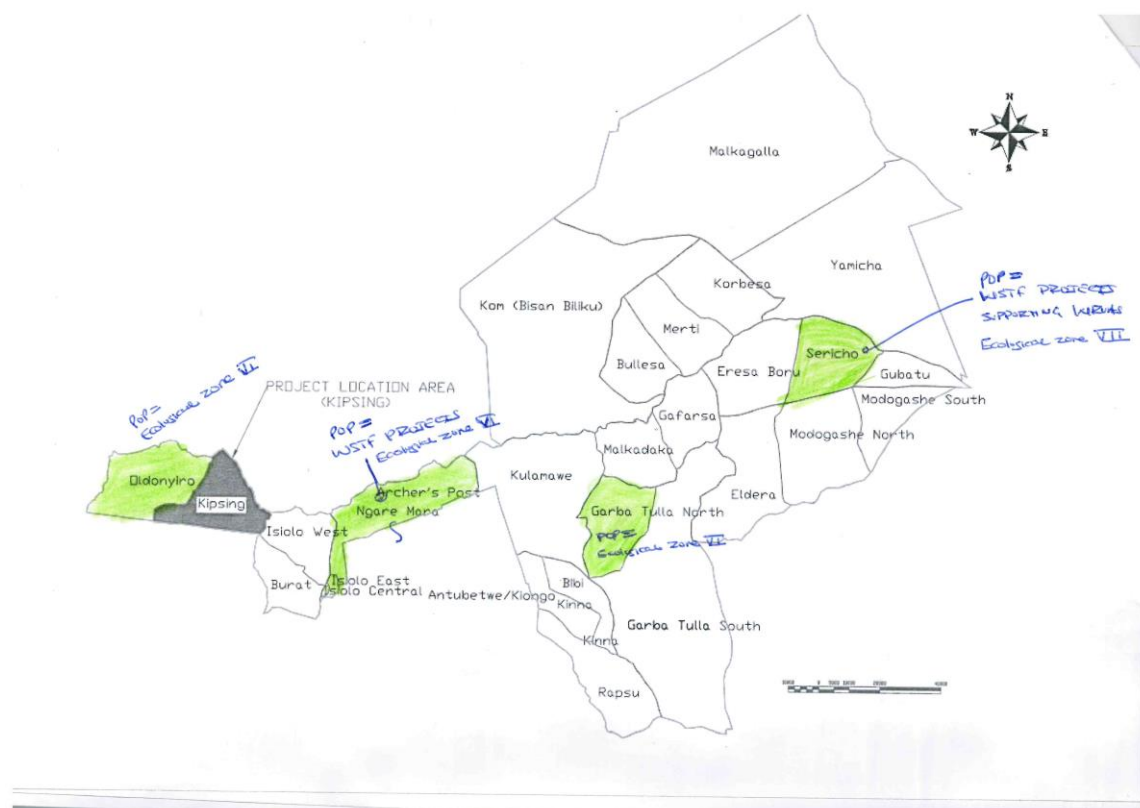 N
W
E
S
Malkagalla
Yamicha
Korbesa
Kom (Bisan Biliku)
Merti
Bullesa
Eresa Boru
Sericho
Gubatu
Modogashe South
Modogashe North
Gafarsa
Malkadaka
Kulamawe
Eldera
Garba Tulla North
POP=
Ecological zone VI
POP=
WSTF PROJECTS
SUPPORTING
Ecological zone VII
POP=
Ecological zone VI
PROJECT LOCATION AREA
(KIPSING)
POP=
WSTF PROJECTS
Ecological zone VI
Oldonyiro
Kipsing
Archer's Post
Ngare Mara
Isiolo West
Burat
Isiolo East
Isiolo Central
Antubetwe/Kiongo
Bibi
Kinna
Kinna
Garba Tulla South
Rapsu